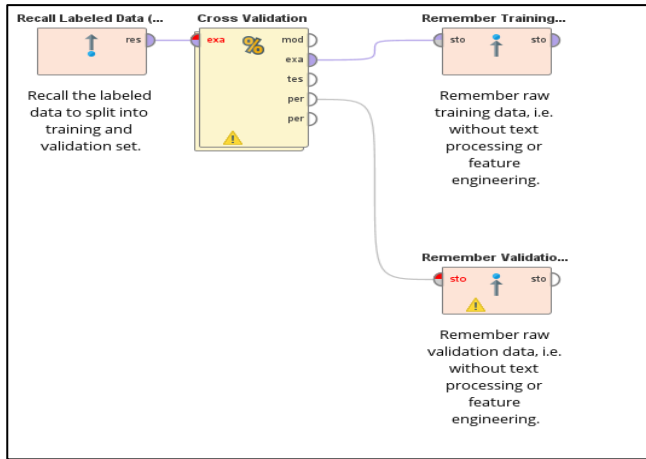 Recall Labeled Data (...
res
Recall the labeled
data to split into
training and
validation set.
Cross Validation
exa
%
mod
exa
tes
per
per
Remember Training...
sto
sto
Remember raw
training data, i.e.
without text
processing or
feature
engineering.
Remember Validatio...
sto
sto
Remember raw
validation data, i.e.
without text
processing or
feature
engineering.